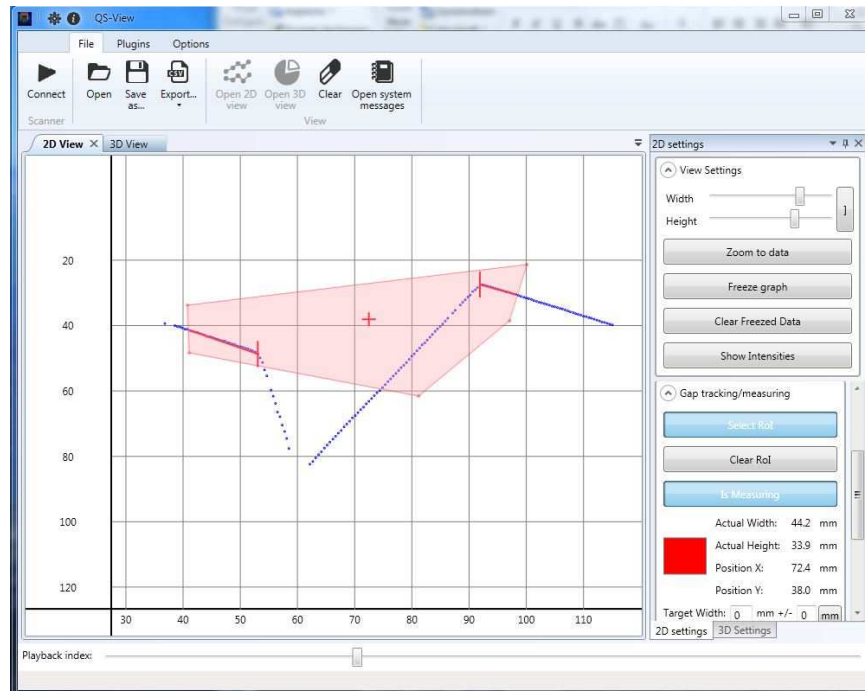 QS-View
File Plugins Options
Connect Open Save as... Export... Open 2D view Open 3D view Clear Open system messages
Scanner View
2D View 3D View
2D settings
View Settings
Width
Height
Zoom to data
Freeze graph
Clear Freezed Data
Show Intensities
Gap tracking/measuring
Select RoI
Clear RoI
Is Measuring
Actual Width: 44.2 mm
Actual Height: 33.9 mm
Position X: 72.4 mm
Position Y: 38.0 mm
Target Width: 0 mm +/- 0 mm
2D settings 3D Settings
20
40
60
80
100
120
30 40 50 60 70 80 90 100 110
Playback index: